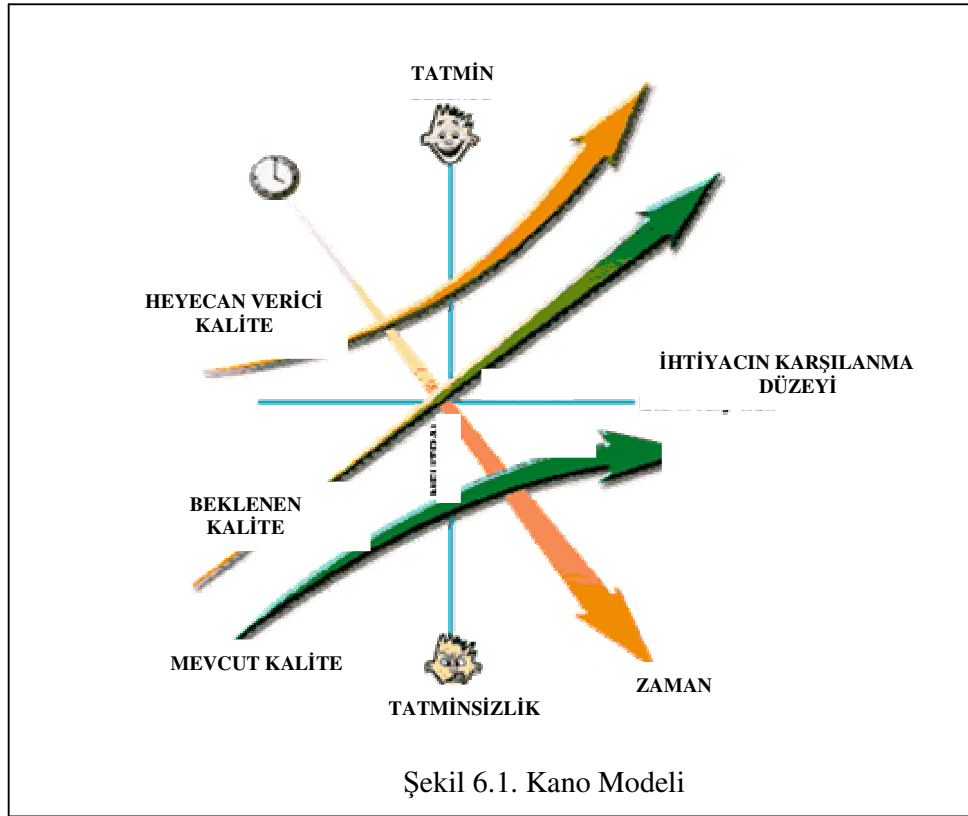 TATMİN
HEYECAN VERİCİ
KALİTE
İHTİYACIN KARŞILANMA
DÜZEYİ
BEKLENEN
KALİTE
MEVCUT KALİTE
ZAMAN
TATMİNSİZLİK
Şekil 6.1. Kano Modeli